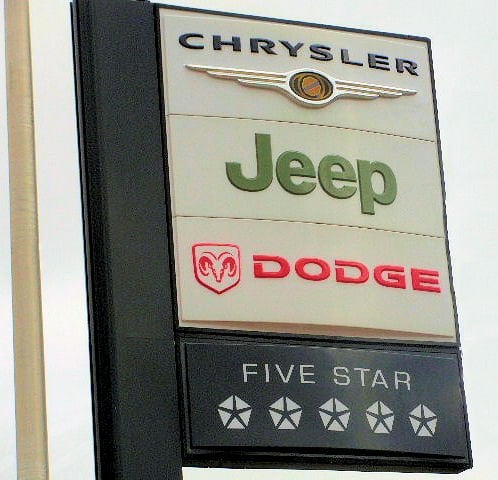 CHRYSLER
Jeep
DODGE
FIVE STAR